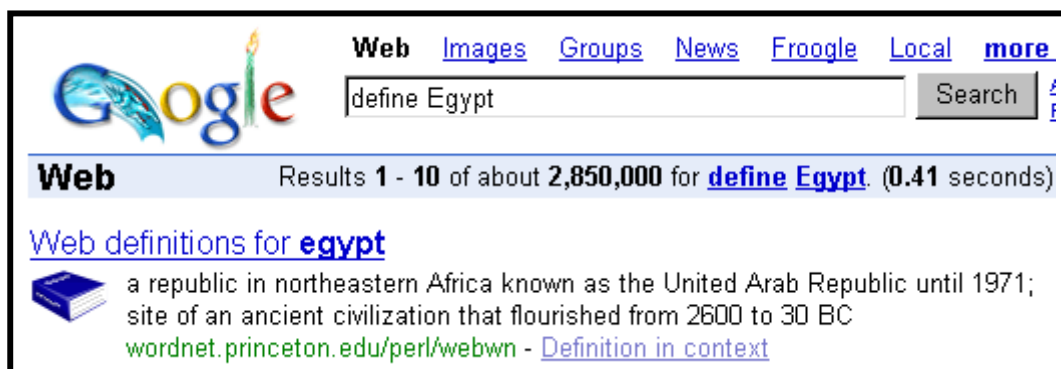 Google
Web Images Groups News Froogle Local more
define Egypt Search
Web Results 1 - 10 of about 2,850,000 for define Egypt. (0.41 seconds)
Web definitions for egypt
a republic in northeastern Africa known as the United Arab Republic until 1971;
site of an ancient civilization that flourished from 2600 to 30 BC
wordnet.princeton.edu/perl/webwn - Definition in context